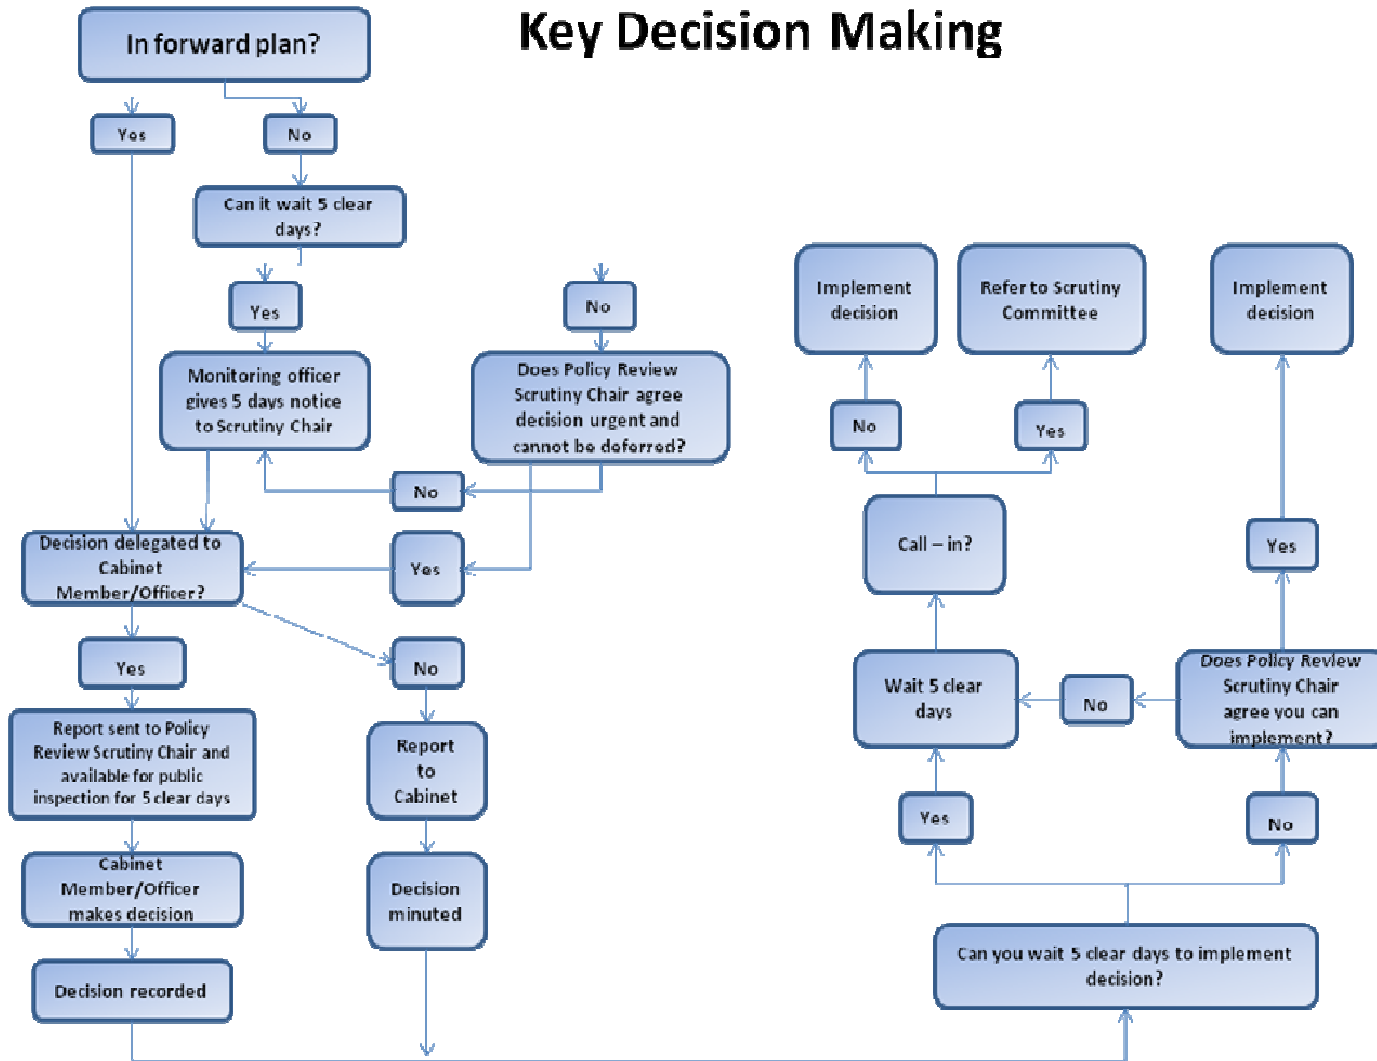 Key Decision Making
In forward plan?
Yes
No
Can it wait 5 clear
days?
Yes
No
Monitoring officer
gives 5 days notice
to Scrutiny Chair
Does Policy Review
Scrutiny Chair agree
decision urgent and
cannot be deferred?
No
Yes
Decision delegated to
Cabinet
Member/Officer?
Yes
No
Report sent to Policy
Review Scrutiny Chair and
available for public
inspection for 5 clear days
Report
to
Cabinet
Cabinet
Member/Officer
makes decision
Decision
minuted
Decision recorded
Implement
decision
Refer to Scrutiny
Committee
Implement
decision
No
Yes
Call – in?
Yes
Wait 5 clear
days
No
Does Policy Review
Scrutiny Chair
agree you can
implement?
Yes
No
Can you wait 5 clear days to implement
decision?